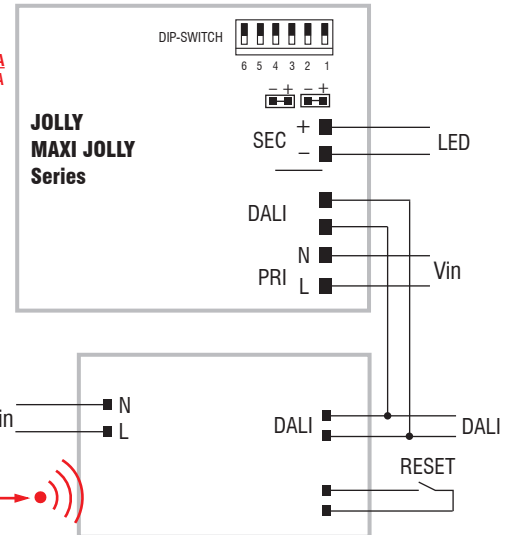 DIP-SWITCH
6 5 4 3 2 1
A
A
− + − +
JOLLY
MAXI JOLLY
Series
SEC
+
−
LED
DALI
N
PRI
L
Vin
in
N
L
DALI
DALI
RESET